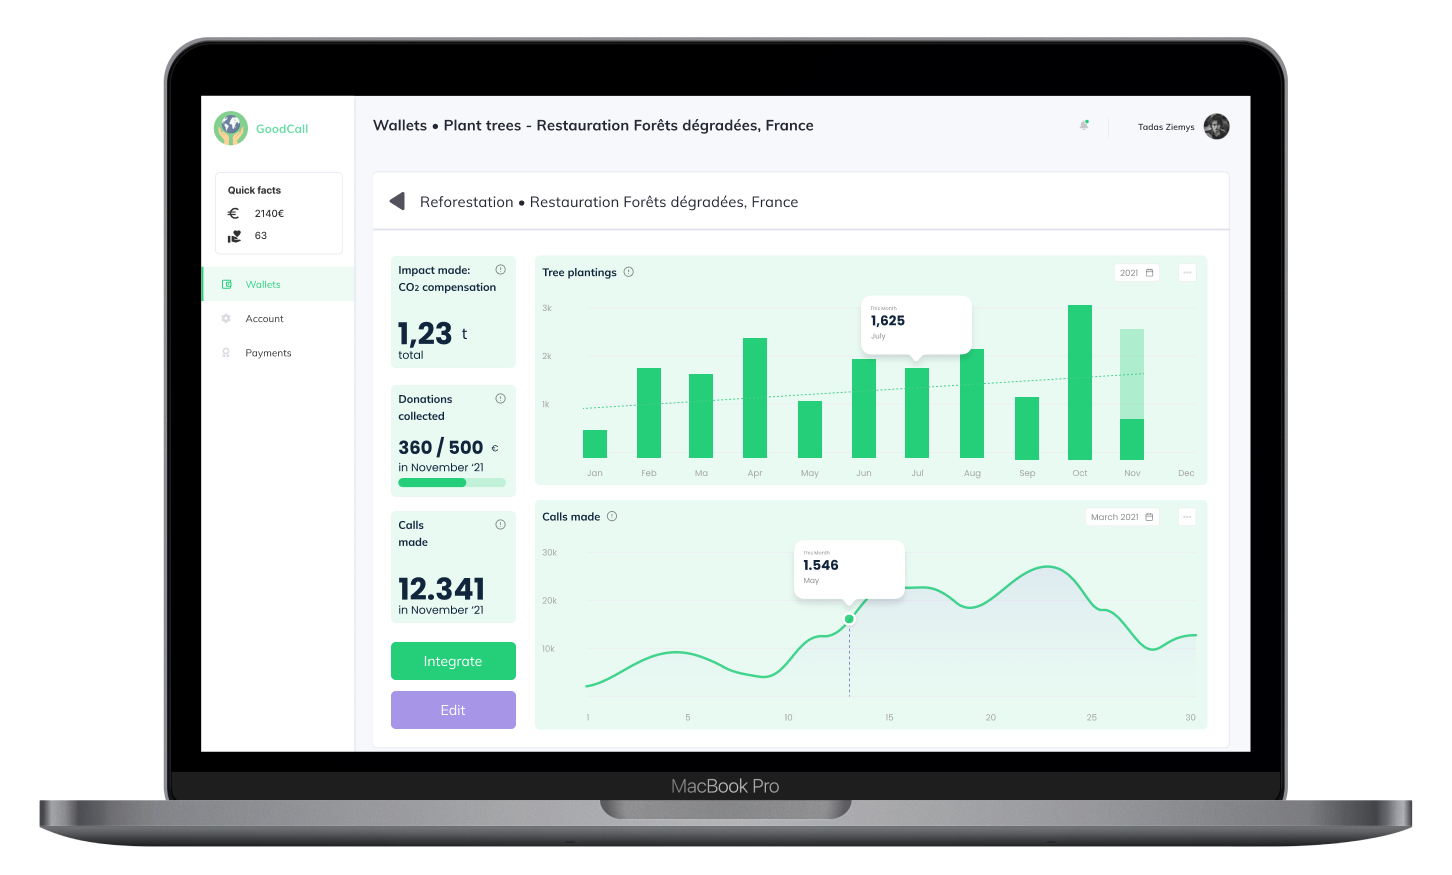 GoodCall
Wallets • Plant trees - Restauration Forêts dégradées, France
Tadas Ziemys
Quick facts
2140€
63
Wallets
Account
Payments
Reforestation • Restauration Forêts dégradées, France
Impact made:
CO2 compensation
1,23 t
total
Donations
collected
360 / 500 €
in November ‘21
Calls
made
12.341
in November ‘21
Integrate
Edit
Tree plantings
2021
3k
2k
1k
This Month
1,625
July
Jan Feb Ma Apr May Jun Jul Aug Sep Oct Nov Dec
Calls made
March 2021
30k
20k
10k
This Month
1.546
May
1 5 10 15 20 25 30
MacBook Pro